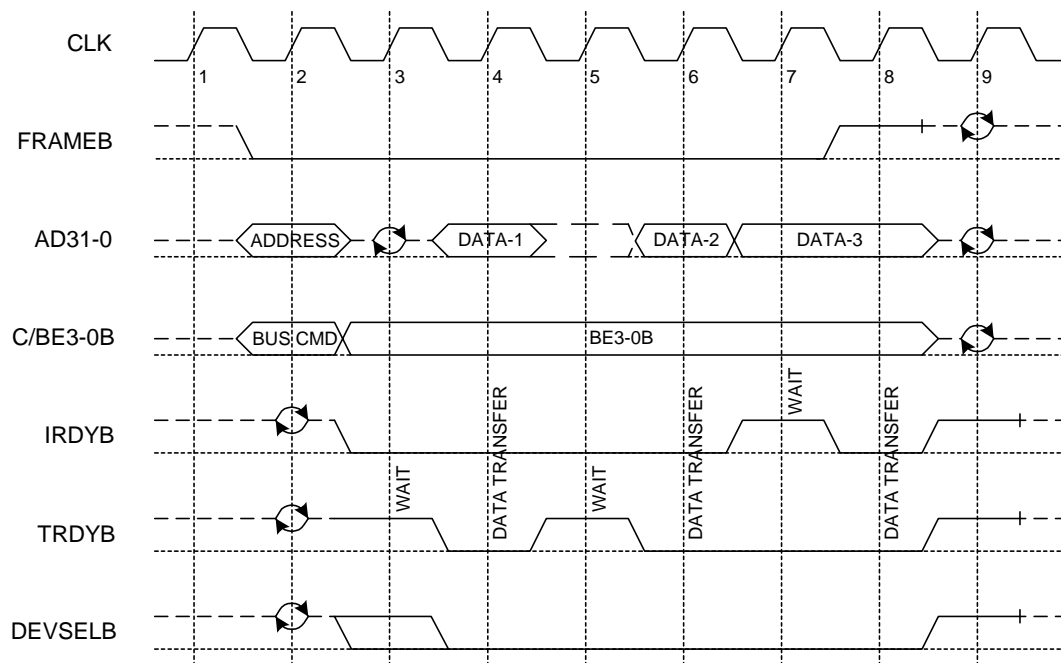 CLK
1 2 3 4 5 6 7 8 9
FRAMEB
AD31-0 ADDRESS DATA-1 DATA-2 DATA-3
C/BE3-0B BUS CMD BE3-0B
IRDYB
WAIT
DATA TRANSFER
WAIT
DATA TRANSFER
WAIT
DATA TRANSFER
TRDYB
DEVSELB